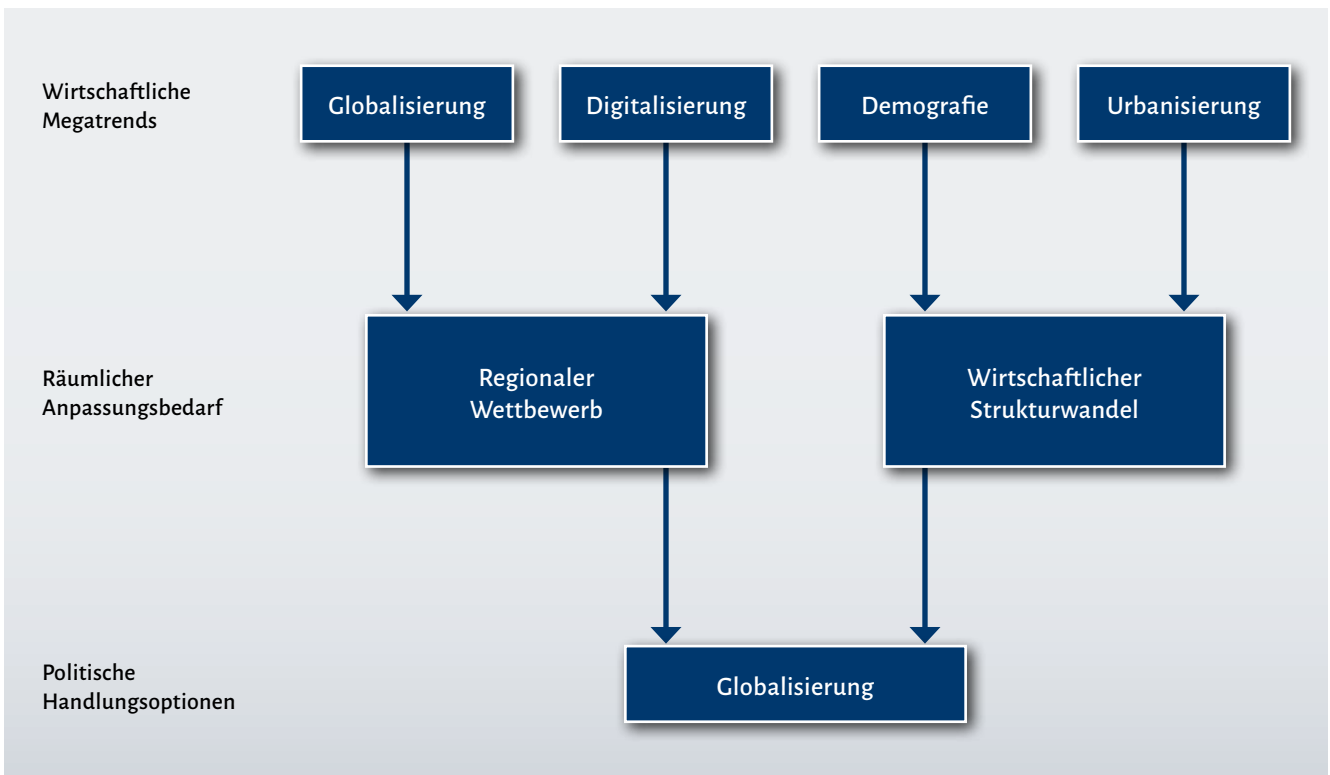 Wirtschaftliche
Megatrends
Globalisierung
Digitalisierung
Demografie
Urbanisierung
Räumlicher
Anpassungsbedarf
Regionaler
Wettbewerb
Wirtschaftlicher
Strukturwandel
Politische
Handlungsoptionen
Globalisierung